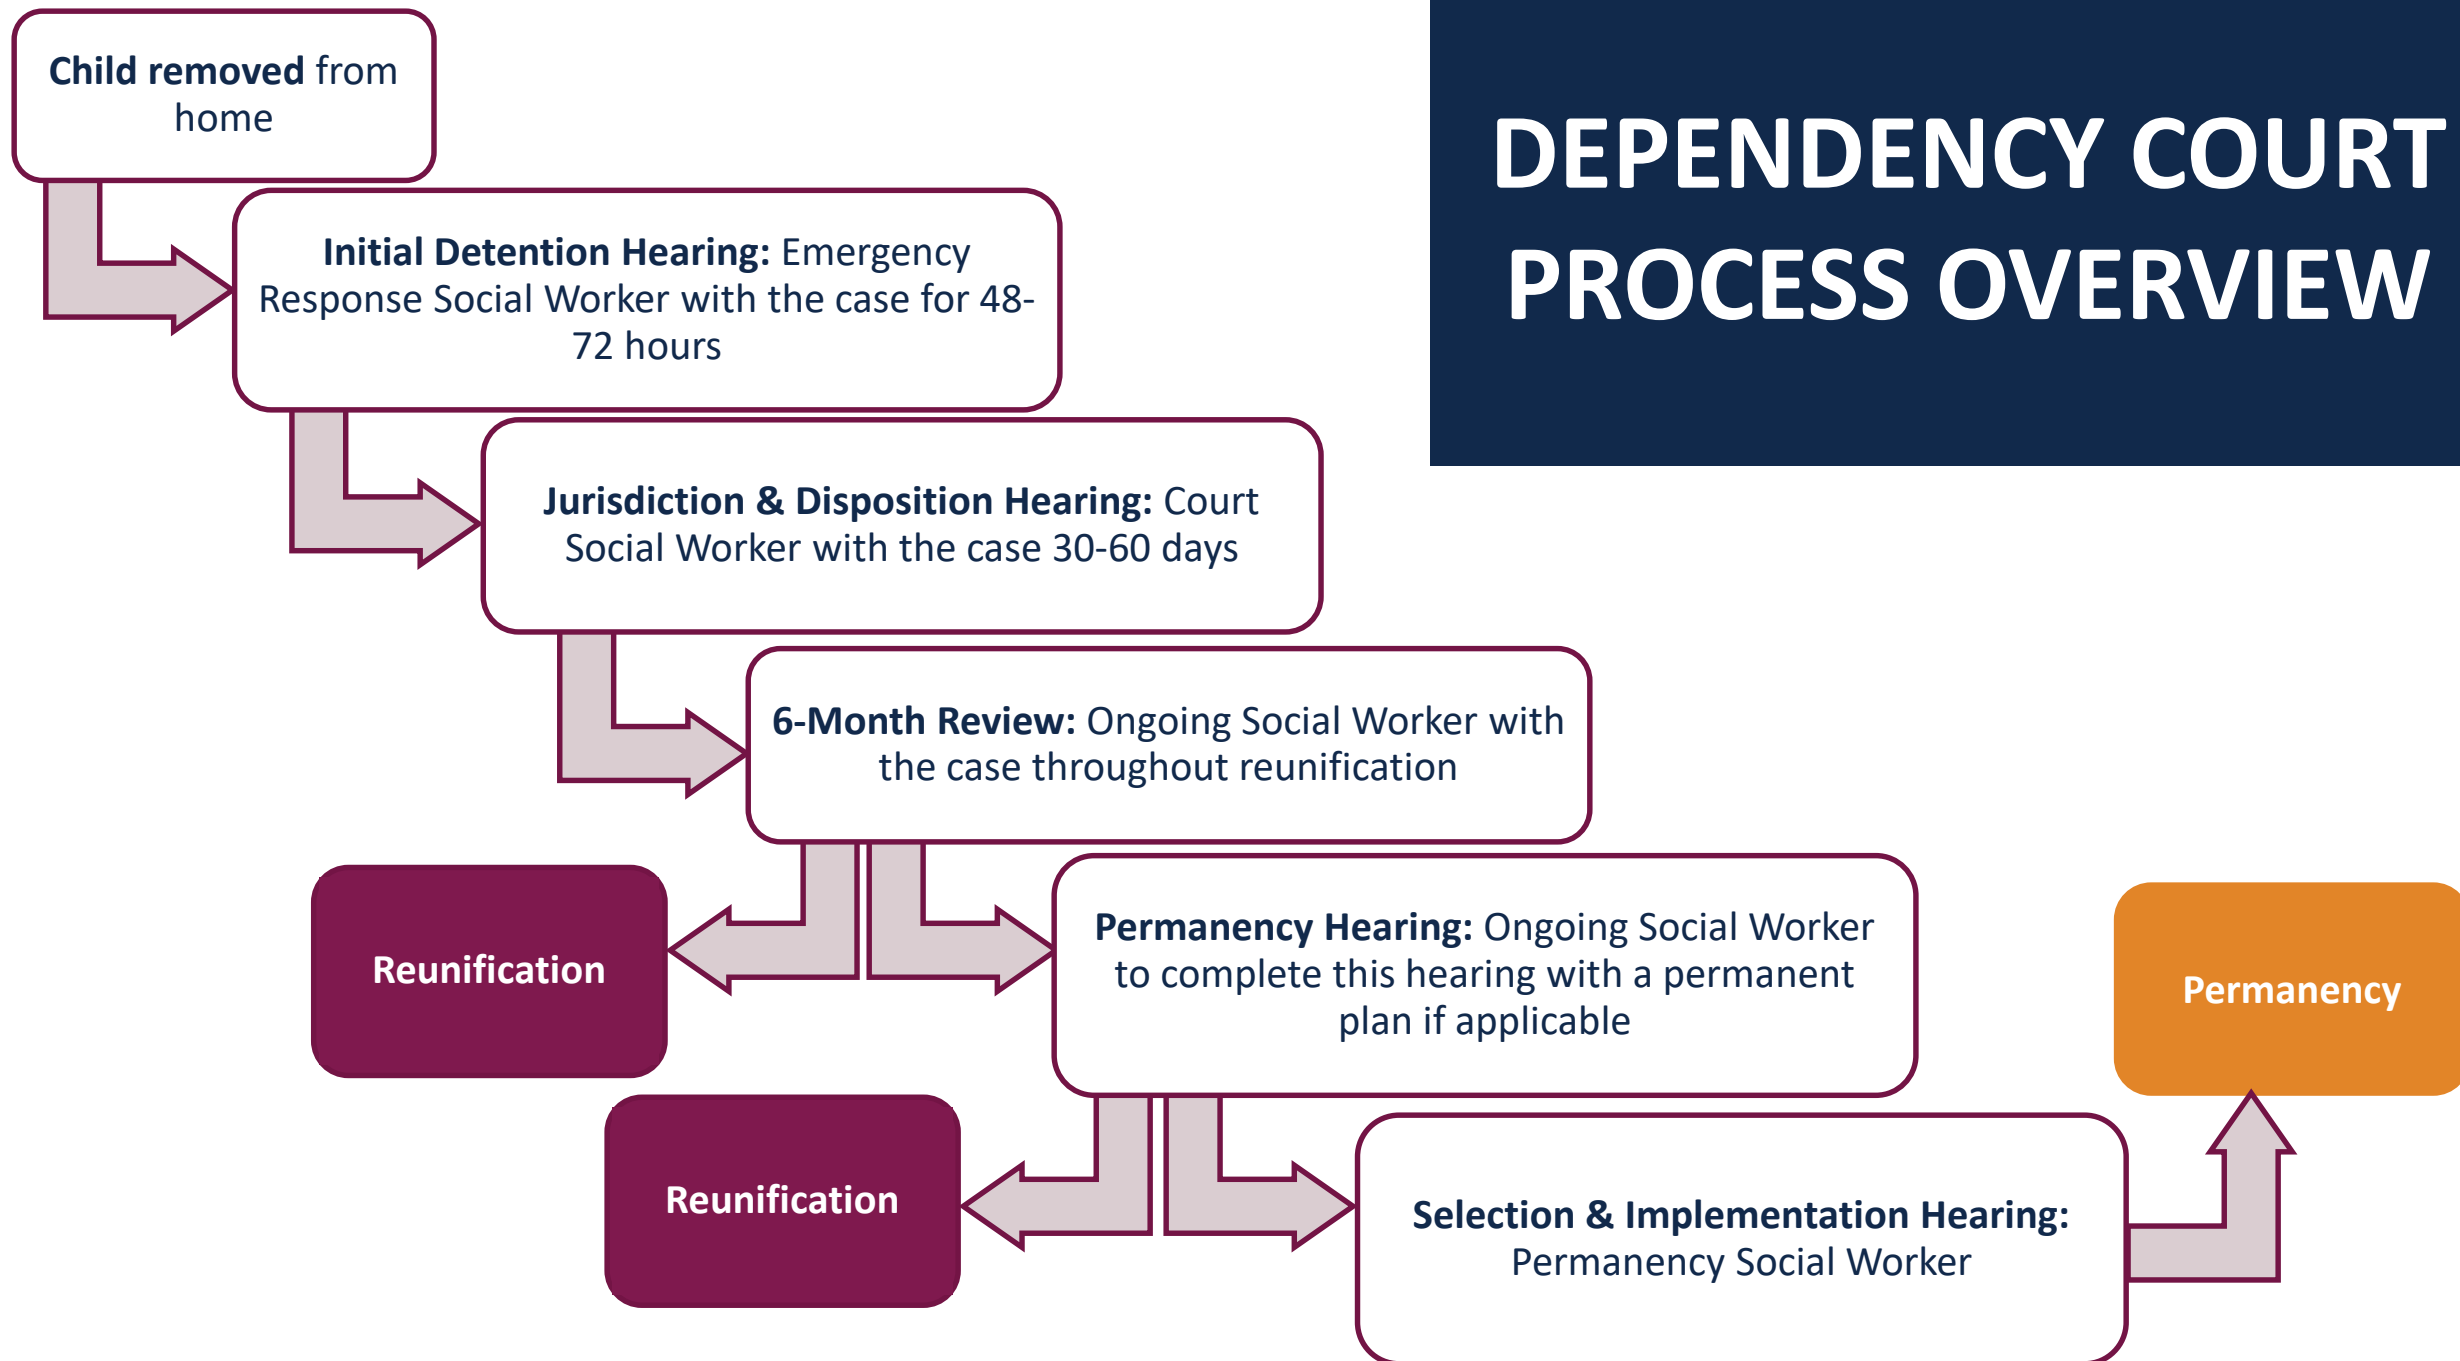 DEPENDENCY COURT
PROCESS OVERVIEW
Child removed from
home
Initial Detention Hearing: Emergency
Response Social Worker with the case for 48-
72 hours
Jurisdiction & Disposition Hearing: Court
Social Worker with the case 30-60 days
6-Month Review: Ongoing Social Worker with
the case throughout reunification
Reunification
Permanency Hearing: Ongoing Social Worker
to complete this hearing with a permanent
plan if applicable
Reunification
Selection & Implementation Hearing:
Permanency Social Worker
Permanency